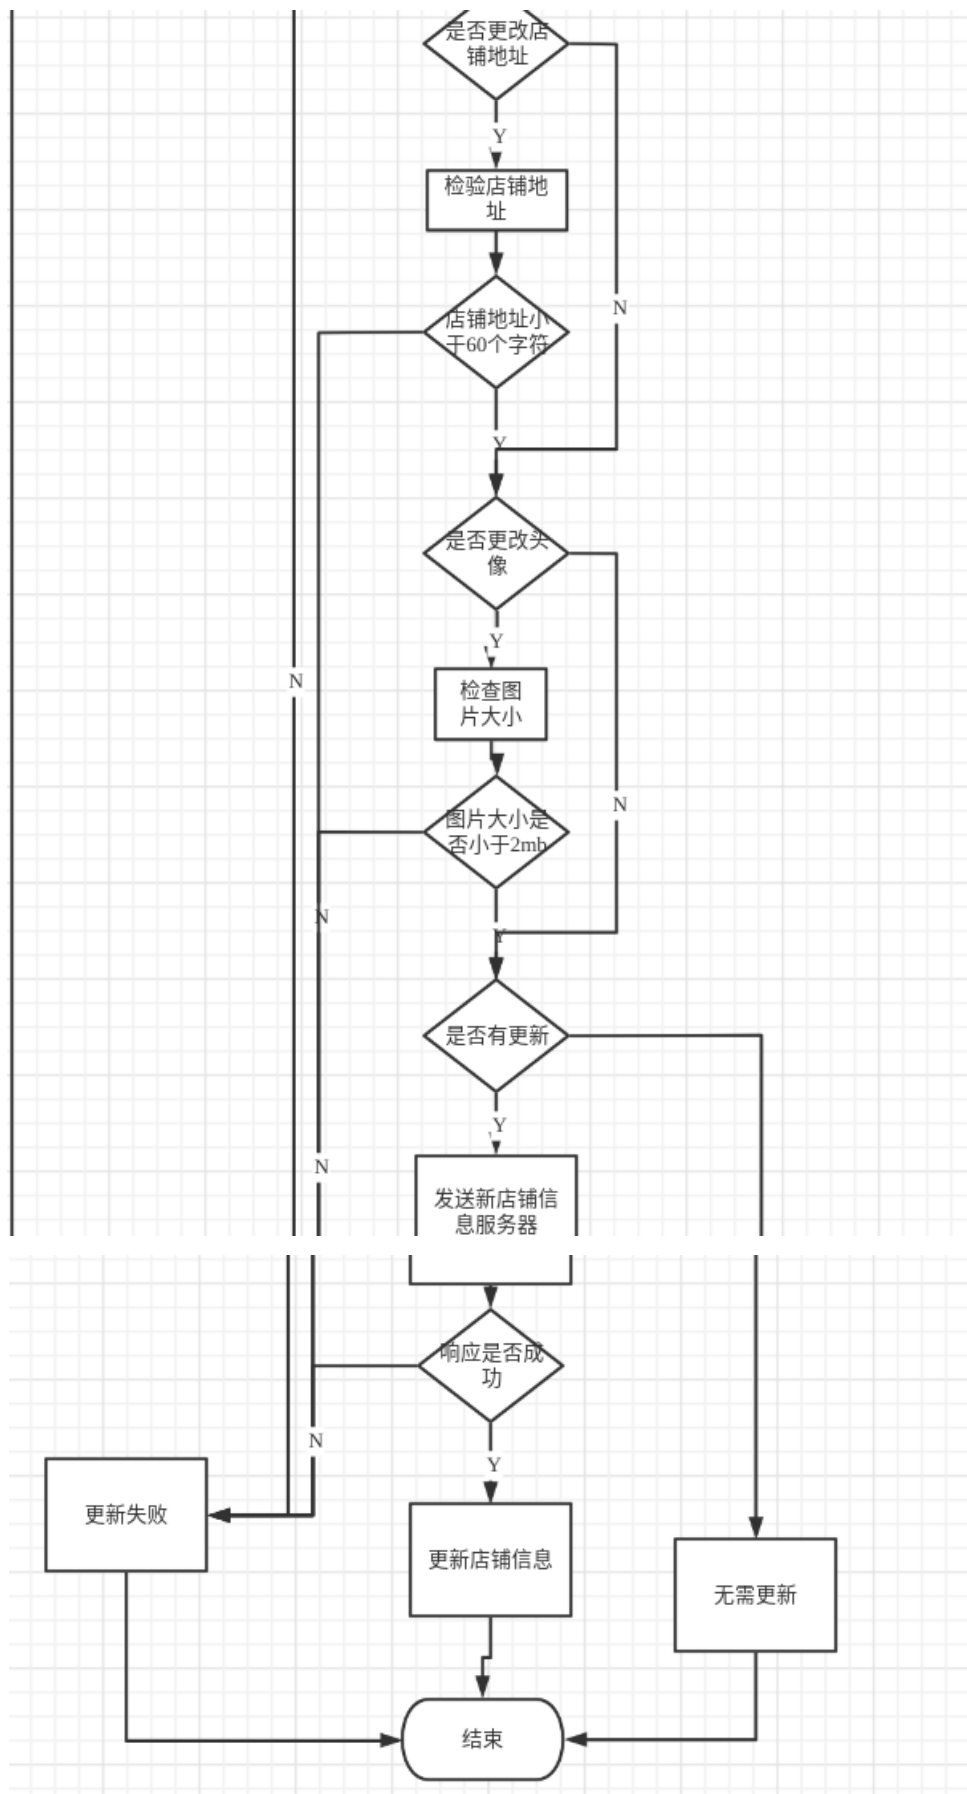 是否更改店
铺地址
Y
检验店铺地
址
N
店铺地址小
于60个字符
Y
是否更改头
像
Y
N
检查图
片大小
N
图片大小是
否小于2mb
N
Y
是否有更新
Y
N
发送新店铺信
息服务器
响应是否成
功
N
Y
更新失败
更新店铺信息
无需更新
结束